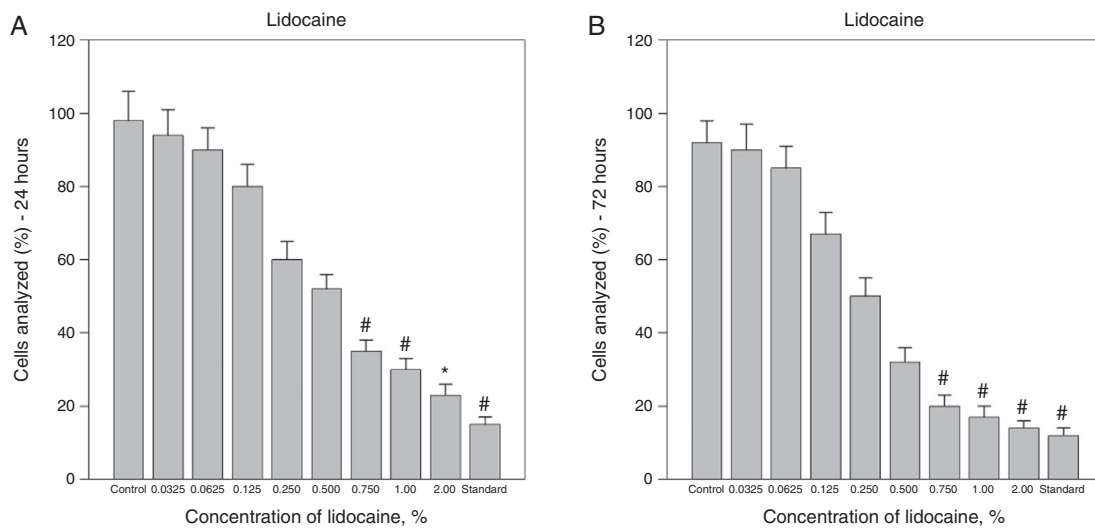 A
Lidocaine
120
100
80
60
40
20
0
Cells analyzed (%) - 24 hours
# # * #
Control 0.0325 0.0625 0.125 0.250 0.500 0.750 1.00 2.00 Standard
Concentration of lidocaine, %
B
Lidocaine
120
100
80
60
40
20
0
Cells analyzed (%) - 72 hours
# # # #
Control 0.0325 0.0625 0.125 0.250 0.500 0.750 1.00 2.00 Standard
Concentration of lidocaine, %